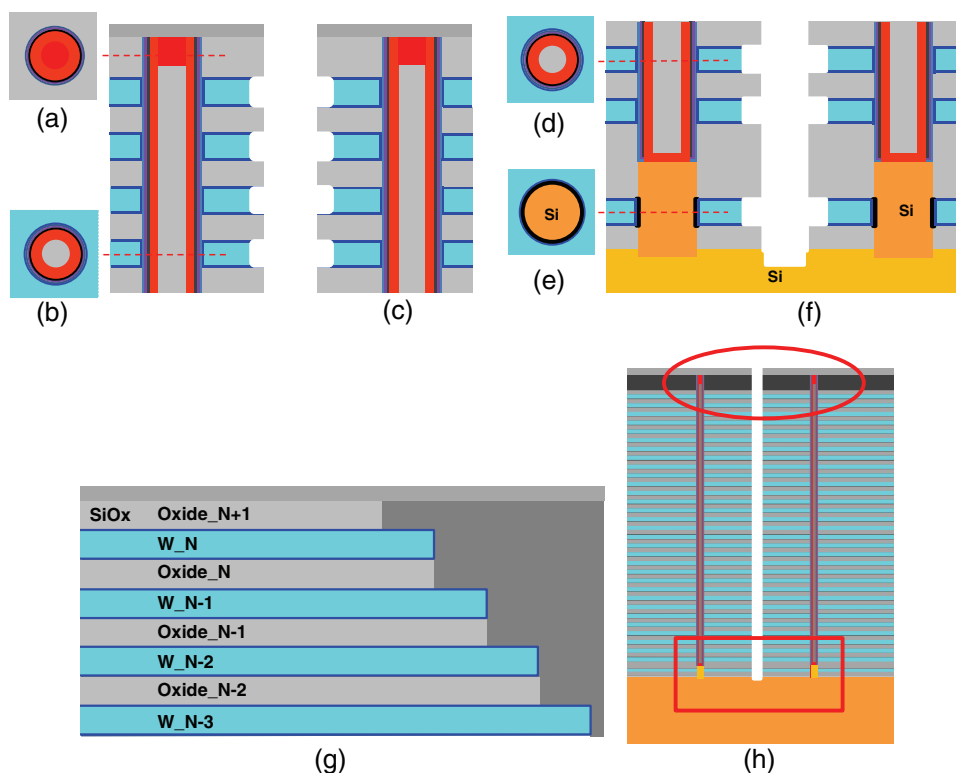 (a)
(b)
(c)
(d)
Si
(e)
Si
Si
(f)
SiOx Oxide_N+1
W_N
Oxide_N
W_N-1
Oxide_N-1
W_N-2
Oxide_N-2
W_N-3
(g)
(h)